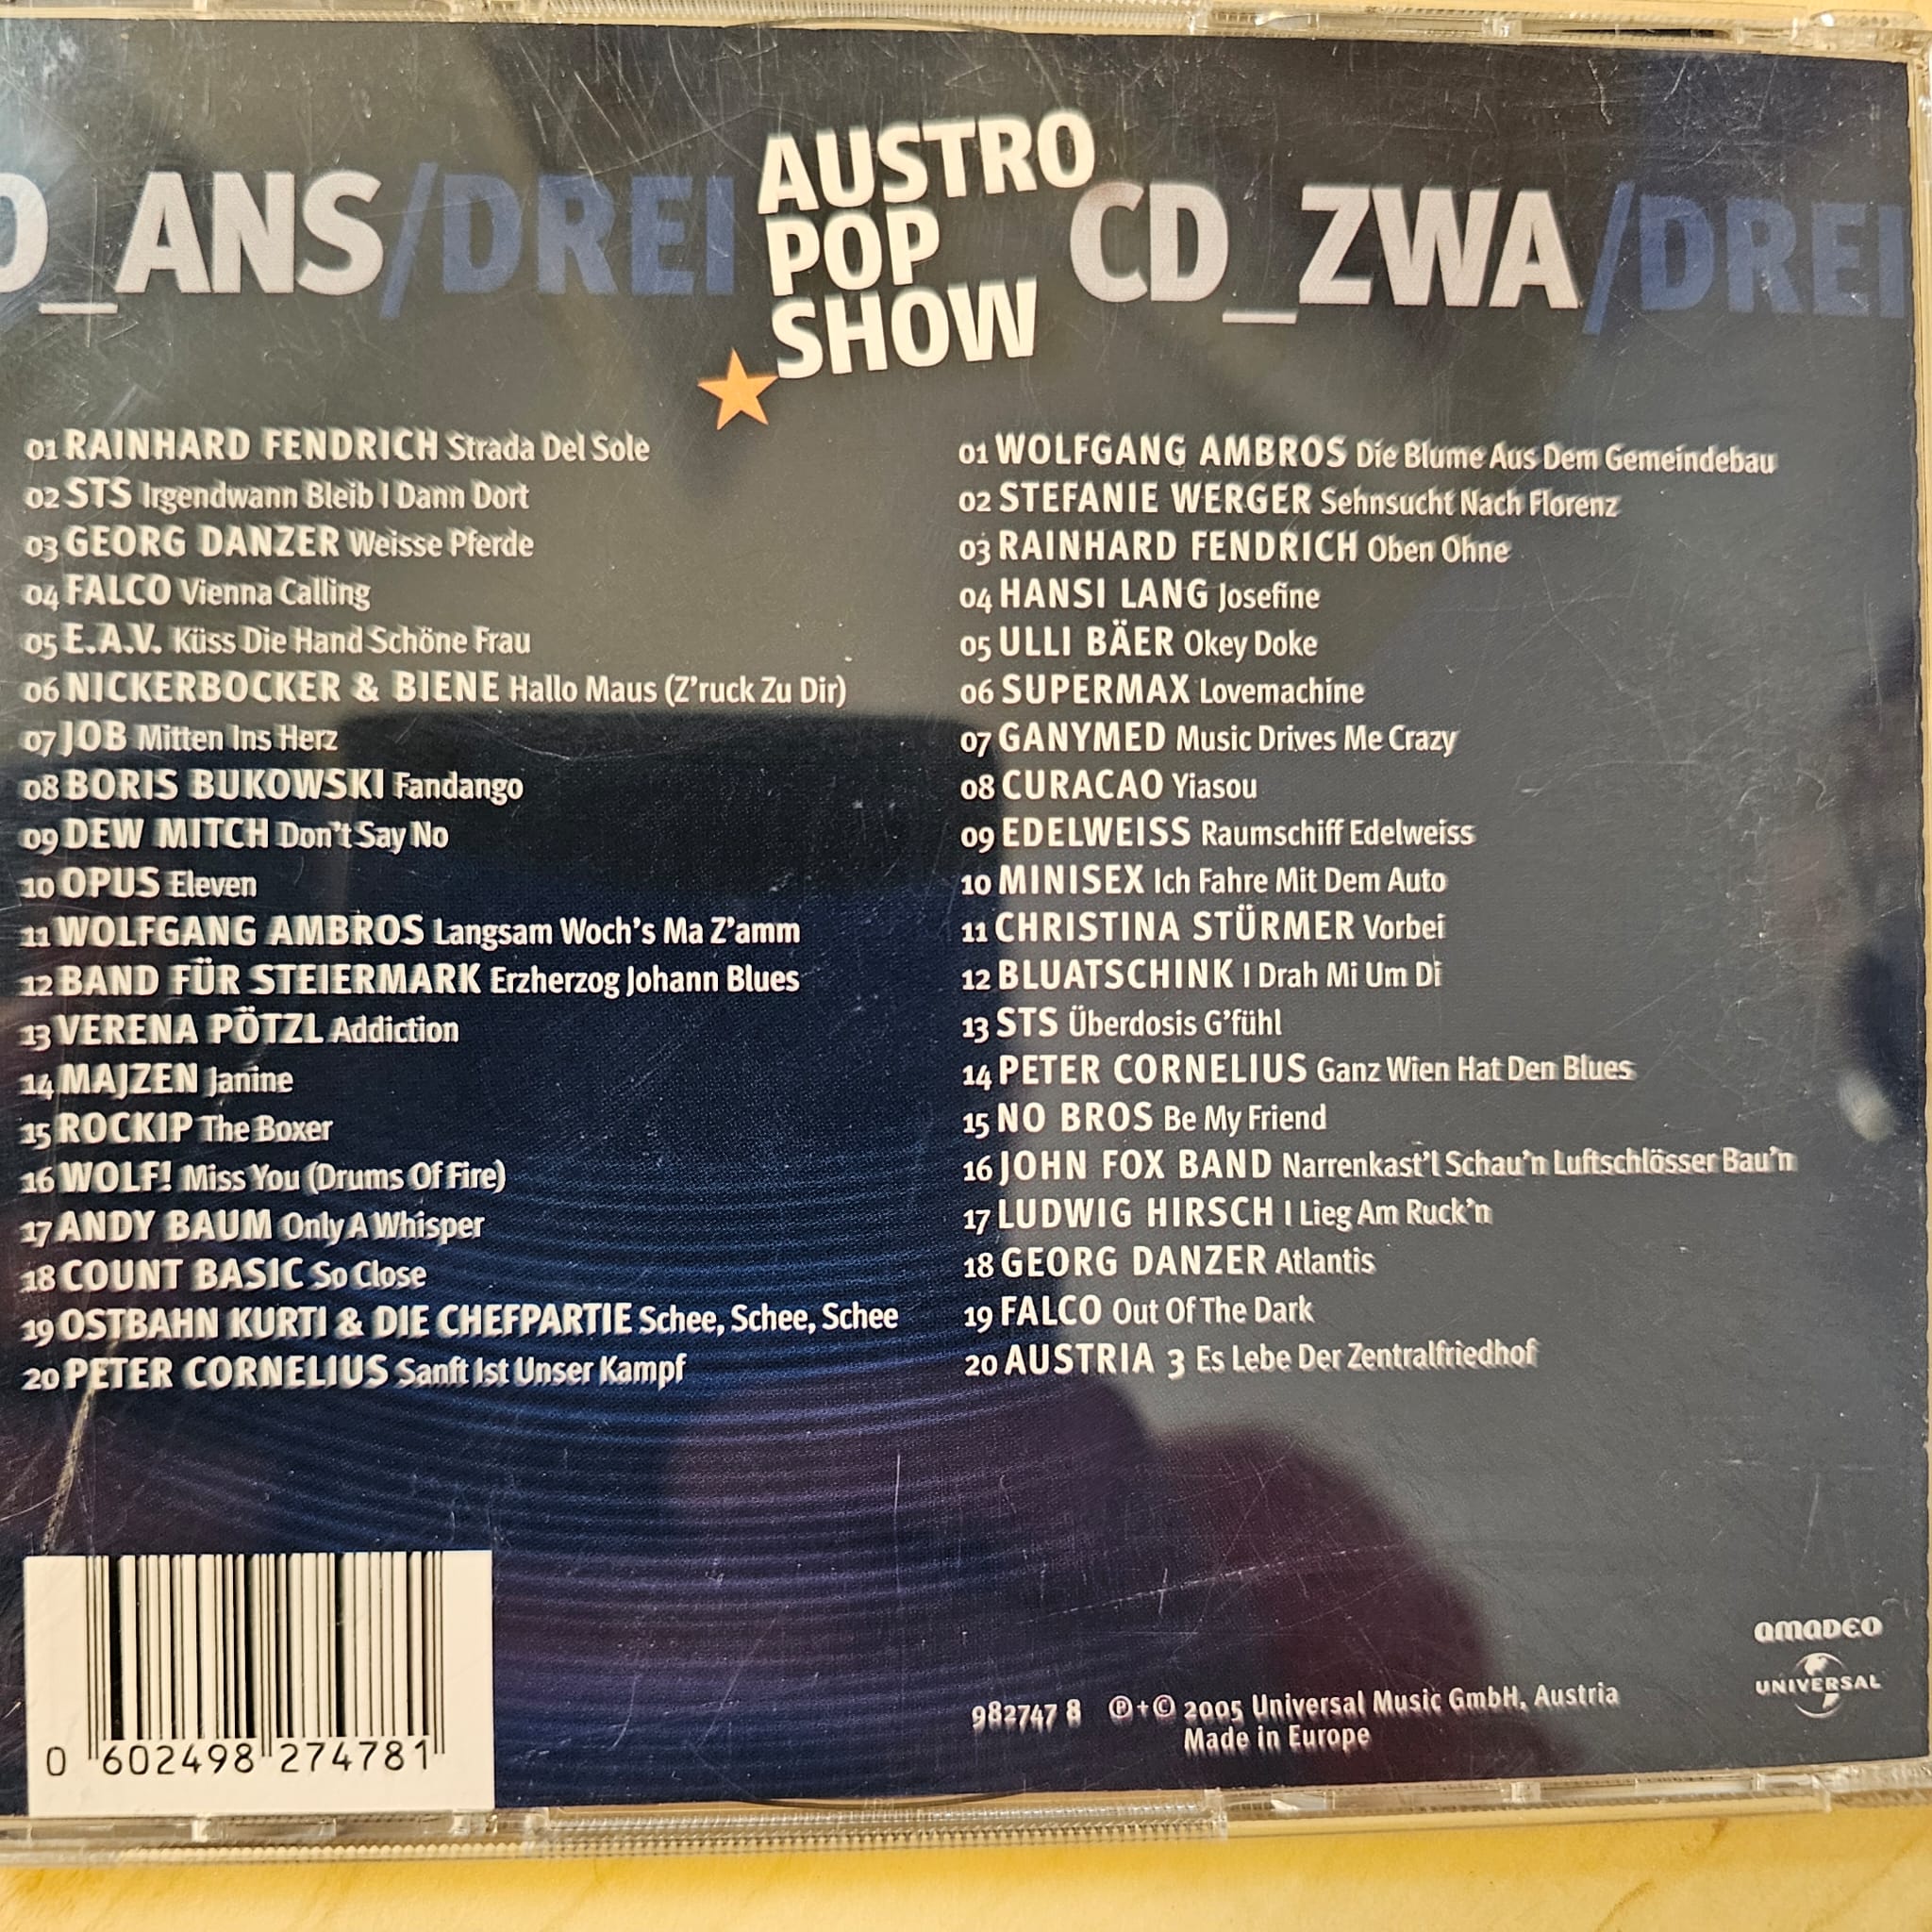 D_ANS/DREI
AUSTRO
POP
SHOW
CD_ZWA/DREI
01 RAINHARD FENDRICH Strada Del Sole
02 STS Irgendwann Bleib I Dann Dort
03 GEORG DANZER Weisse Pferde
04 FALCO Vienna Calling
05 E.A.V. Küss Die Hand Schöne Frau
06 NICKERBOCKER & BIENE Hallo Maus (Z'ruck Zu Dir)
07 JOB Mitten Ins Herz
08 BORIS BUKOWSKI Fandango
09 DEW MITCH Don't Say No
10 OPUS Eleven
11 WOLFGANG AMBROS Langsam Woch's Ma Z'amm
12 BAND FÜR STEIERMARK Erzherzog Johann Blues
13 VERENA PÖTZL Addiction
14 MAJZEN Janine
15 ROCKIP The Boxer
16 WOLF! Miss You (Drums Of Fire)
17 ANDY BAUM Only A Whisper
18 COUNT BASIC So Close
19 OSTBAHN KURTI & DIE CHEFPARTIE Schee, Schee, Schee
20 PETER CORNELIUS Sanft Ist Unser Kampf
01 WOLFGANG AMBROS Die Blume Aus Dem Gemeindebau
02 STEFANIE WERGER Sehnsucht Nach Florenz
03 RAINHARD FENDRICH Oben Ohne
04 HANSI LANG Josefine
05 ULLI BÄER Okey Doke
06 SUPERMAX Lovemachine
07 GANYMED Music Drives Me Crazy
08 CURACAO Yiasou
09 EDELWEISS Raumschiff Edelweiss
10 MINISEX Ich Fahre Mit Dem Auto
11 CHRISTINA STÜRMER Vorbei
12 BLUATSCHINK I Drah Mi Um Di
13 STS Überdosis G'fühl
14 PETER CORNELIUS Ganz Wien Hat Den Blues
15 NO BROS Be My Friend
16 JOHN FOX BAND Narrenkast'l Schau'n Luftschlösser Bau'n
17 LUDWIG HIRSCH I Lieg Am Ruck'n
18 GEORG DANZER Atlantis
19 FALCO Out Of The Dark
20 AUSTRIA 3 Es Lebe Der Zentralfriedhof
0 602498 274781
982747 8 ℗+© 2005 Universal Music GmbH, Austria
Made in Europe
amadeo
UNIVERSAL